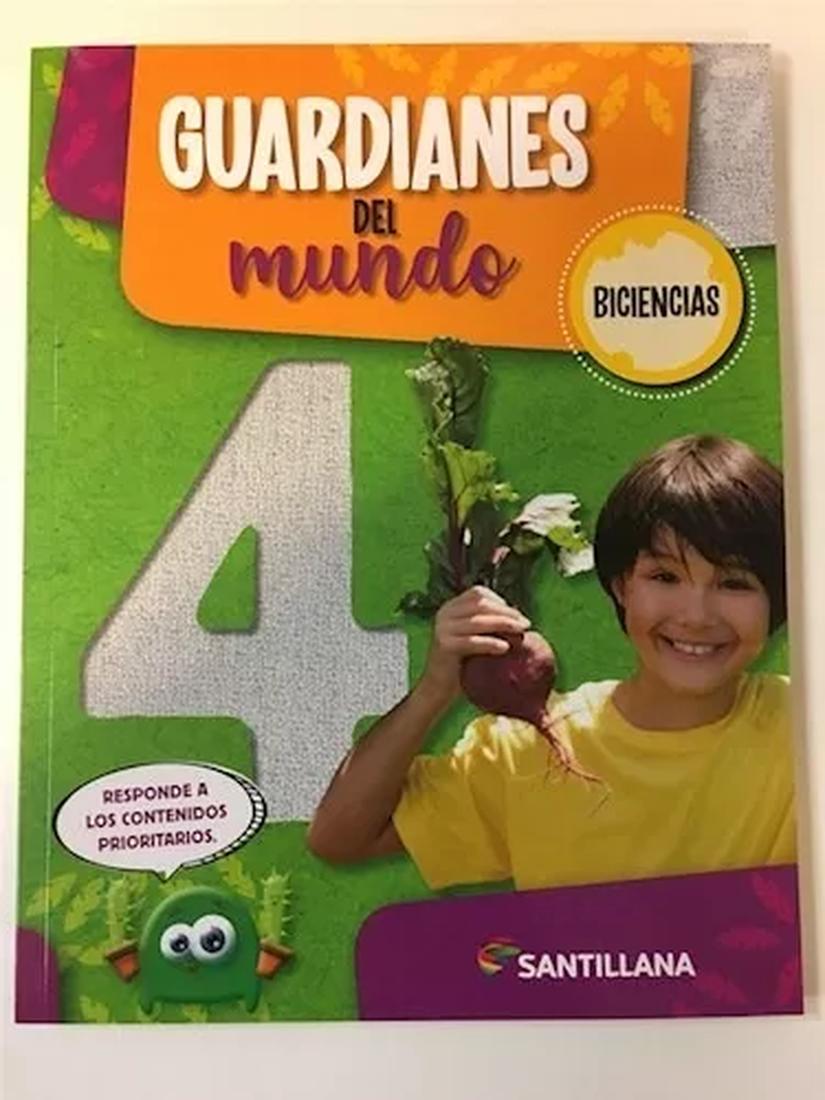 GUARDIANES
DEL
mundo
BICIENCIAS
4
RESPONDE A
LOS CONTENIDOS
PRIORITARIOS.
SANTILLANA